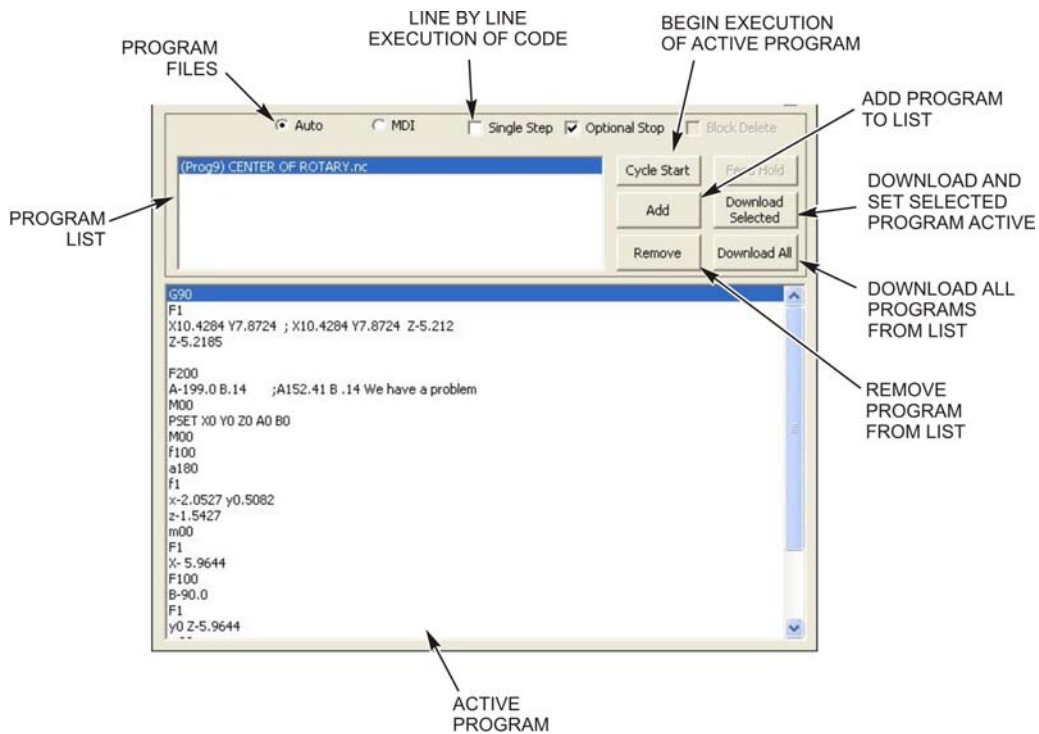 LINE BY LINE
EXECUTION OF CODE
BEGIN EXECUTION
OF ACTIVE PROGRAM
PROGRAM
FILES
ADD PROGRAM
TO LIST
Auto
MDI
Single Step
Optional Stop
Block Delete
(Prog9) CENTER OF ROTARY.nc
Cycle Start
Feed Hold
DOWNLOAD AND
SET SELECTED
PROGRAM ACTIVE
PROGRAM
LIST
Add
Download
Selected
Remove
Download All
DOWNLOAD ALL
PROGRAMS
FROM LIST
G90
F1
X10.4284 Y7.8724 ; X10.4284 Y7.8724 Z-5.212
Z-5.2185
F200
A-199.0 B.14 ;A152.41 B .14 We have a problem
M00
PSET X0 Y0 Z0 A0 B0
M00
f100
a180
f1
x-2.0527 y0.5082
z-1.5427
m00
F1
X- 5.9644
F100
B-90.0
F1
y0 Z-5.9644
REMOVE
PROGRAM
FROM LIST
ACTIVE
PROGRAM